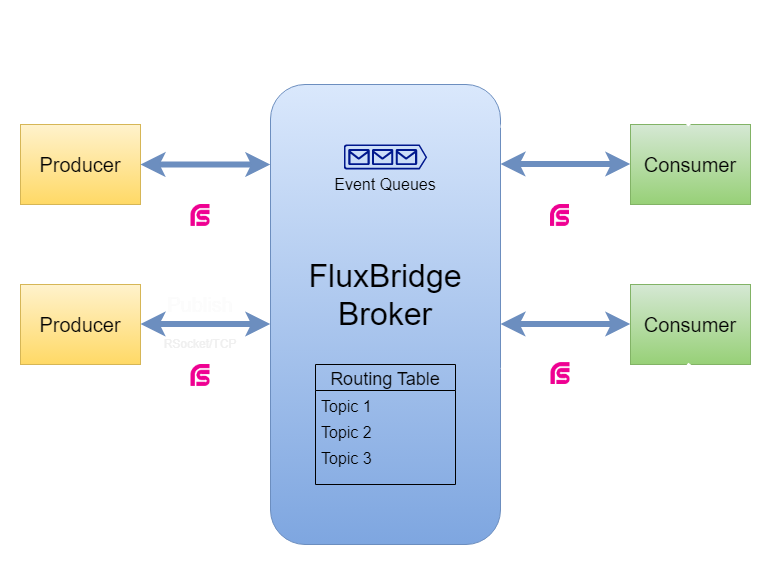 Producer
Event Queues
Consumer
FluxBridge
Broker
Producer
Publish
RSocket/TCP
Consumer
Routing Table
Topic 1
Topic 2
Topic 3